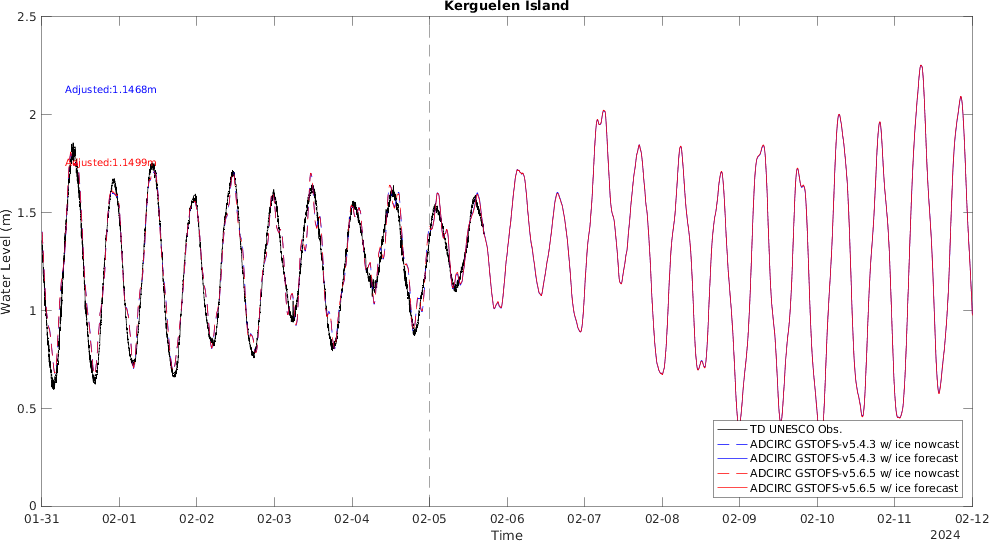 Kerguelen Island
2.5
Adjusted:1.1468m
2
Adjusted:1.1499m
1.5
Water Level (m)
1
0.5
TD UNESCO Obs.
ADCIRC GSTOFS-v5.4.3 w/ ice nowcast
ADCIRC GSTOFS-v5.4.3 w/ ice forecast
ADCIRC GSTOFS-v5.6.5 w/ ice nowcast
ADCIRC GSTOFS-v5.6.5 w/ ice forecast
0
01-31 02-01 02-02 02-03 02-04 02-05 02-06 02-07 02-08 02-09 02-10 02-11 02-12
Time 2024